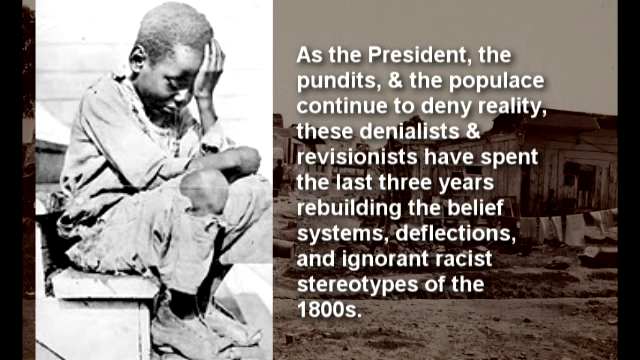 As the President, the
pundits, & the populace
continue to deny reality,
these denialists &
revisionists have spent
the last three years
rebuilding the belief
systems, deflections,
and ignorant racist
stereotypes of the
1800s.